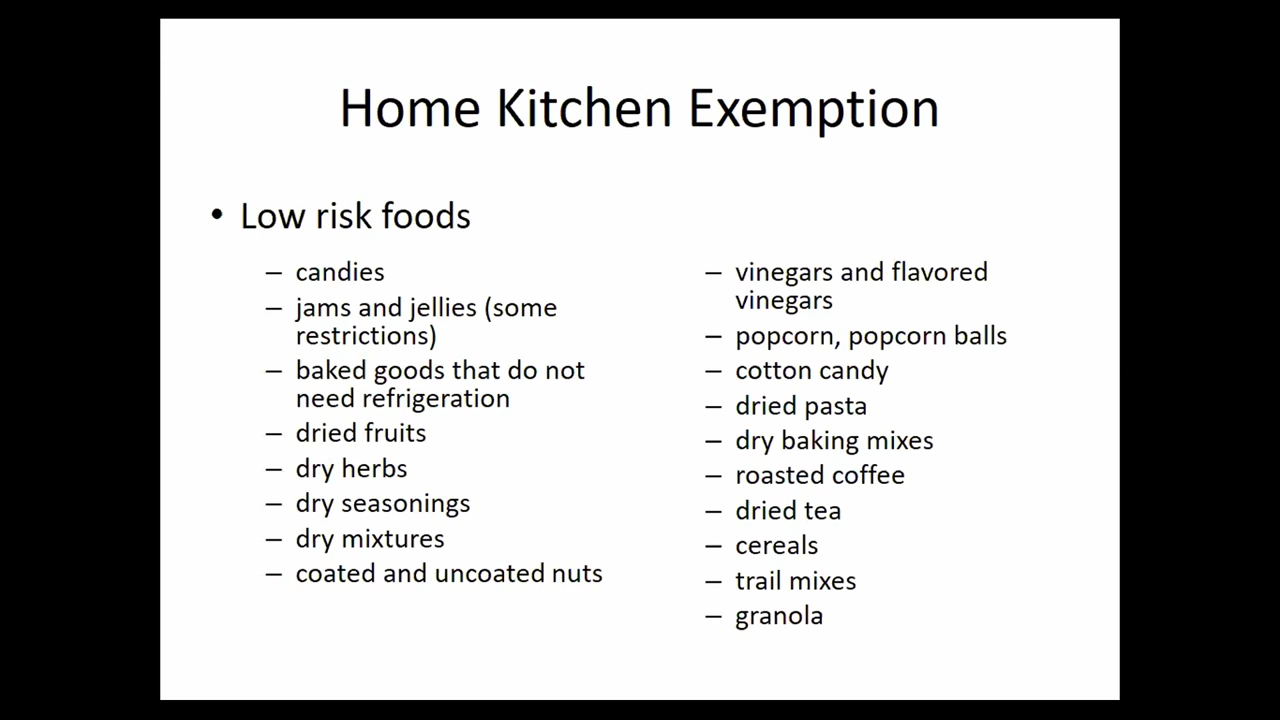 Home Kitchen Exemption
• Low risk foods
– candies
– jams and jellies (some
restrictions)
– baked goods that do not
need refrigeration
– dried fruits
– dry herbs
– dry seasonings
– dry mixtures
– coated and uncoated nuts
– vinegars and flavored
vinegars
– popcorn, popcorn balls
– cotton candy
– dried pasta
– dry baking mixes
– roasted coffee
– dried tea
– cereals
– trail mixes
– granola